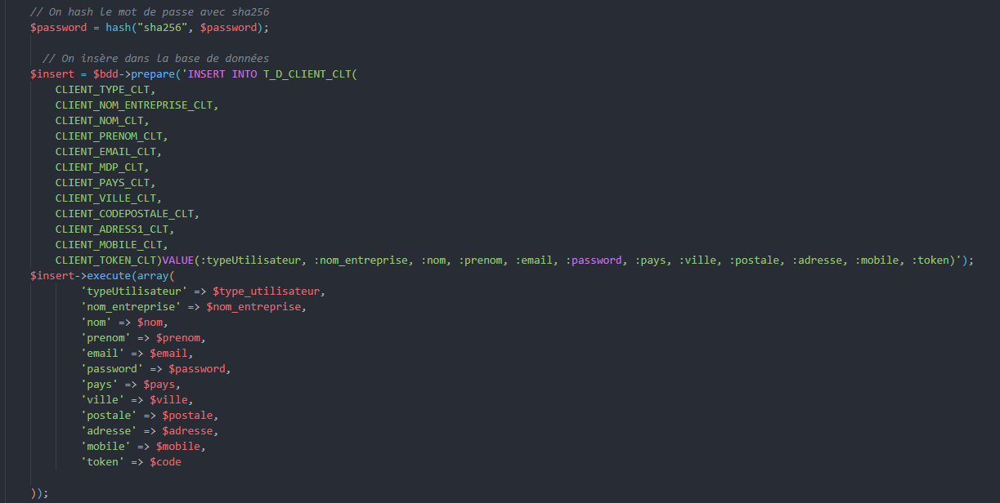 // On hash le mot de passe avec sha256
$password = hash("sha256", $password);
// On insère dans la base de données
$insert = $bdd->prepare('INSERT INTO T_D_CLIENT_CLT(
CLIENT_TYPE_CLT,
CLIENT_NOM_ENTREPRISE_CLT,
CLIENT_NOM_CLT,
CLIENT_PRENOM_CLT,
CLIENT_EMAIL_CLT,
CLIENT_MDP_CLT,
CLIENT_PAYS_CLT,
CLIENT_VILLE_CLT,
CLIENT_CODEPOSTALE_CLT,
CLIENT_ADRESS1_CLT,
CLIENT_MOBILE_CLT,
CLIENT_TOKEN_CLT)VALUE(:typeUtilisateur, :nom_entreprise, :nom, :prenom, :email, :password, :pays, :ville, :postale, :adresse, :mobile, :token)');
$insert->execute(array(
'typeUtilisateur' => $type_utilisateur,
'nom_entreprise' => $nom_entreprise,
'nom' => $nom,
'prenom' => $prenom,
'email' => $email,
'password' => $password,
'pays' => $pays,
'ville' => $ville,
'postale' => $postale,
'adresse' => $adresse,
'mobile' => $mobile,
'token' => $code
));